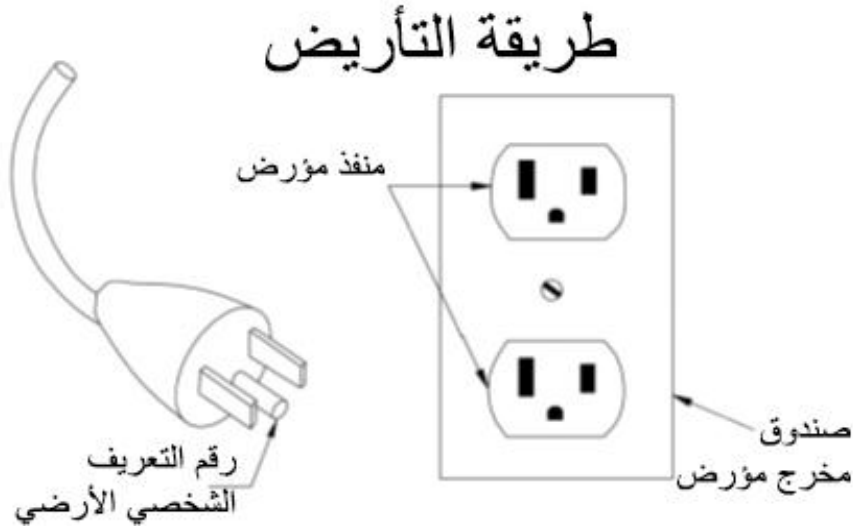 طريقة التأريض
منفذ مؤرض
صندوق
مخرج مؤرض
رقم التعريف
الشخصي الأرضي